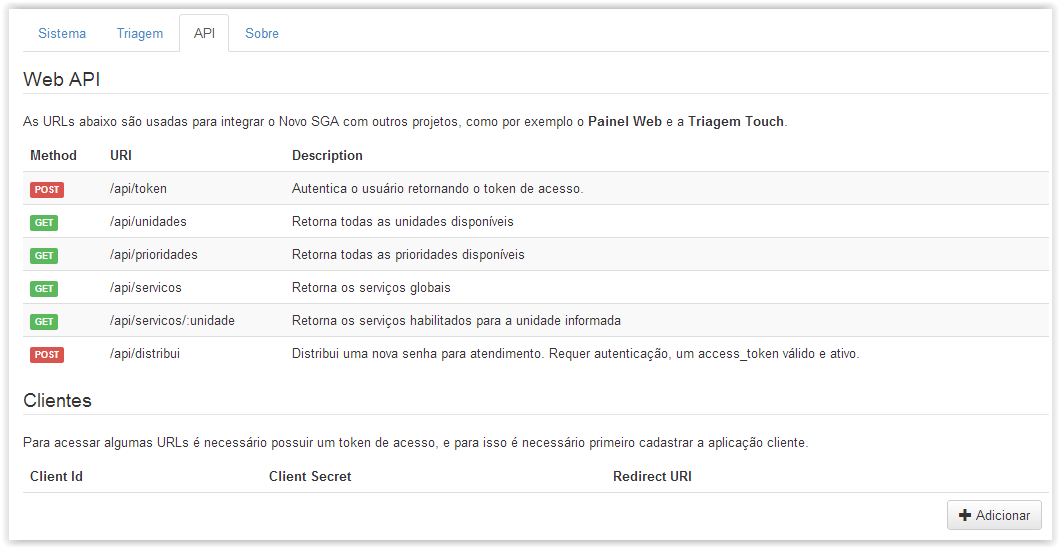 Sistema Triagem API Sobre
Web API
As URLs abaixo são usadas para integrar o Novo SGA com outros projetos, como por exemplo o Painel Web e a Triagem Touch.
Method URI Description
POST /api/token Autentica o usuário retornando o token de acesso.
GET /api/unidades Retorna todas as unidades disponíveis
GET /api/prioridades Retorna todas as prioridades disponíveis
GET /api/servicos Retorna os serviços globais
GET /api/servicos/:unidade Retorna os serviços habilitados para a unidade informada
POST /api/distribui Distribui uma nova senha para atendimento. Requer autenticação, um access_token válido e ativo.
Clientes
Para acessar algumas URLs é necessário possuir um token de acesso, e para isso é necessário primeiro cadastrar a aplicação cliente.
Client Id Client Secret Redirect URI
Adicionar